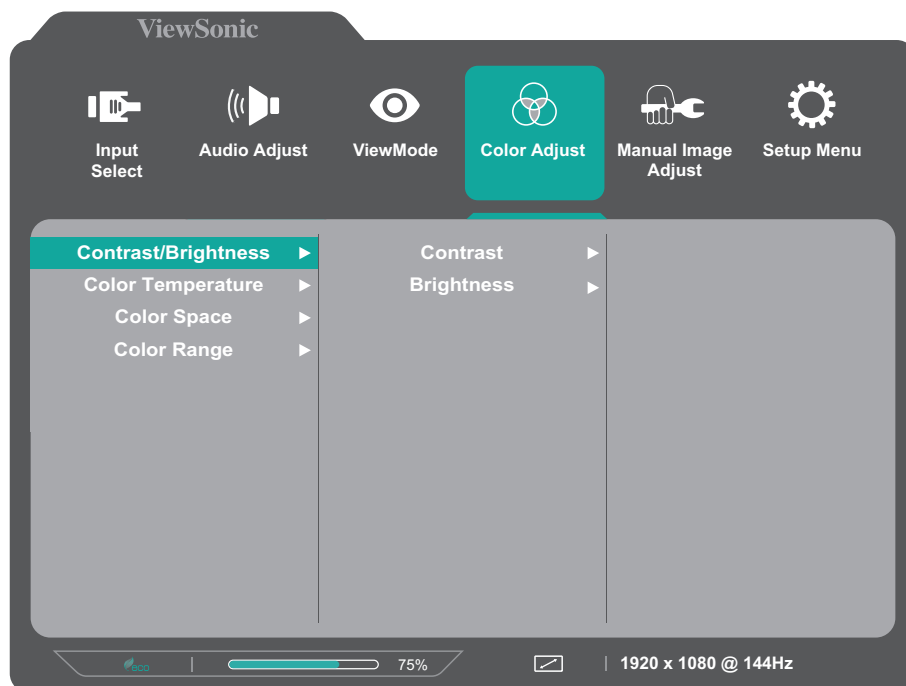 ViewSonic
Input
Select
Audio Adjust
ViewMode
Color Adjust
Manual Image
Adjust
Setup Menu
Contrast/Brightness
Color Temperature
Color Space
Color Range
Contrast
Brightness
eco
75%
1920 x 1080 @ 144Hz